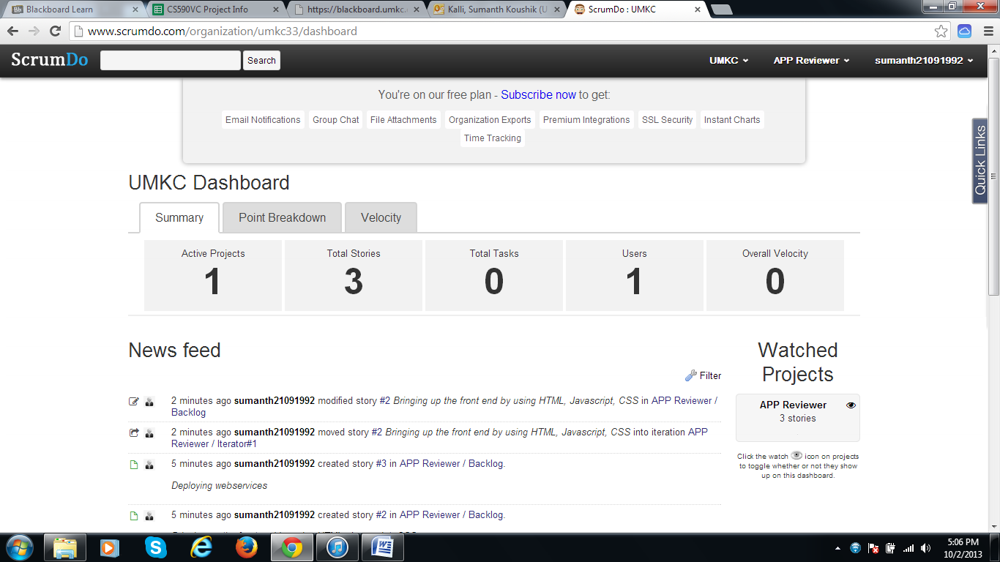 Blackboard Learn
CS590VC Project Info
https://blackboard.umkc.
Kalli, Sumanth Koushik (U
ScrumDo : UMKC
www.scrumdo.com/organization/umkc33/dashboard
ScrumDo
Search
UMKC
APP Reviewer
sumanth21091992
You're on our free plan - Subscribe now to get:
Email Notifications Group Chat File Attachments Organization Exports Premium Integrations SSL Security Instant Charts
Time Tracking
Quick Links
UMKC Dashboard
Summary Point Breakdown Velocity
Active Projects Total Stories Total Tasks Users Overall Velocity
1 3 0 1 0
News feed
Filter
2 minutes ago sumanth21091992 modified story #2 Bringing up the front end by using HTML, Javascript, CSS in APP Reviewer /
Backlog
2 minutes ago sumanth21091992 moved story #2 Bringing up the front end by using HTML, Javascript, CSS into iteration APP
Reviewer / Iterator#1
5 minutes ago sumanth21091992 created story #3 in APP Reviewer / Backlog.
Deploying webservices
5 minutes ago sumanth21091992 created story #2 in APP Reviewer / Backlog.
Watched
Projects
APP Reviewer
3 stories
Click the watch icon on projects
to toggle whether or not they show
up on this dashboard.
5:06 PM
10/2/2013